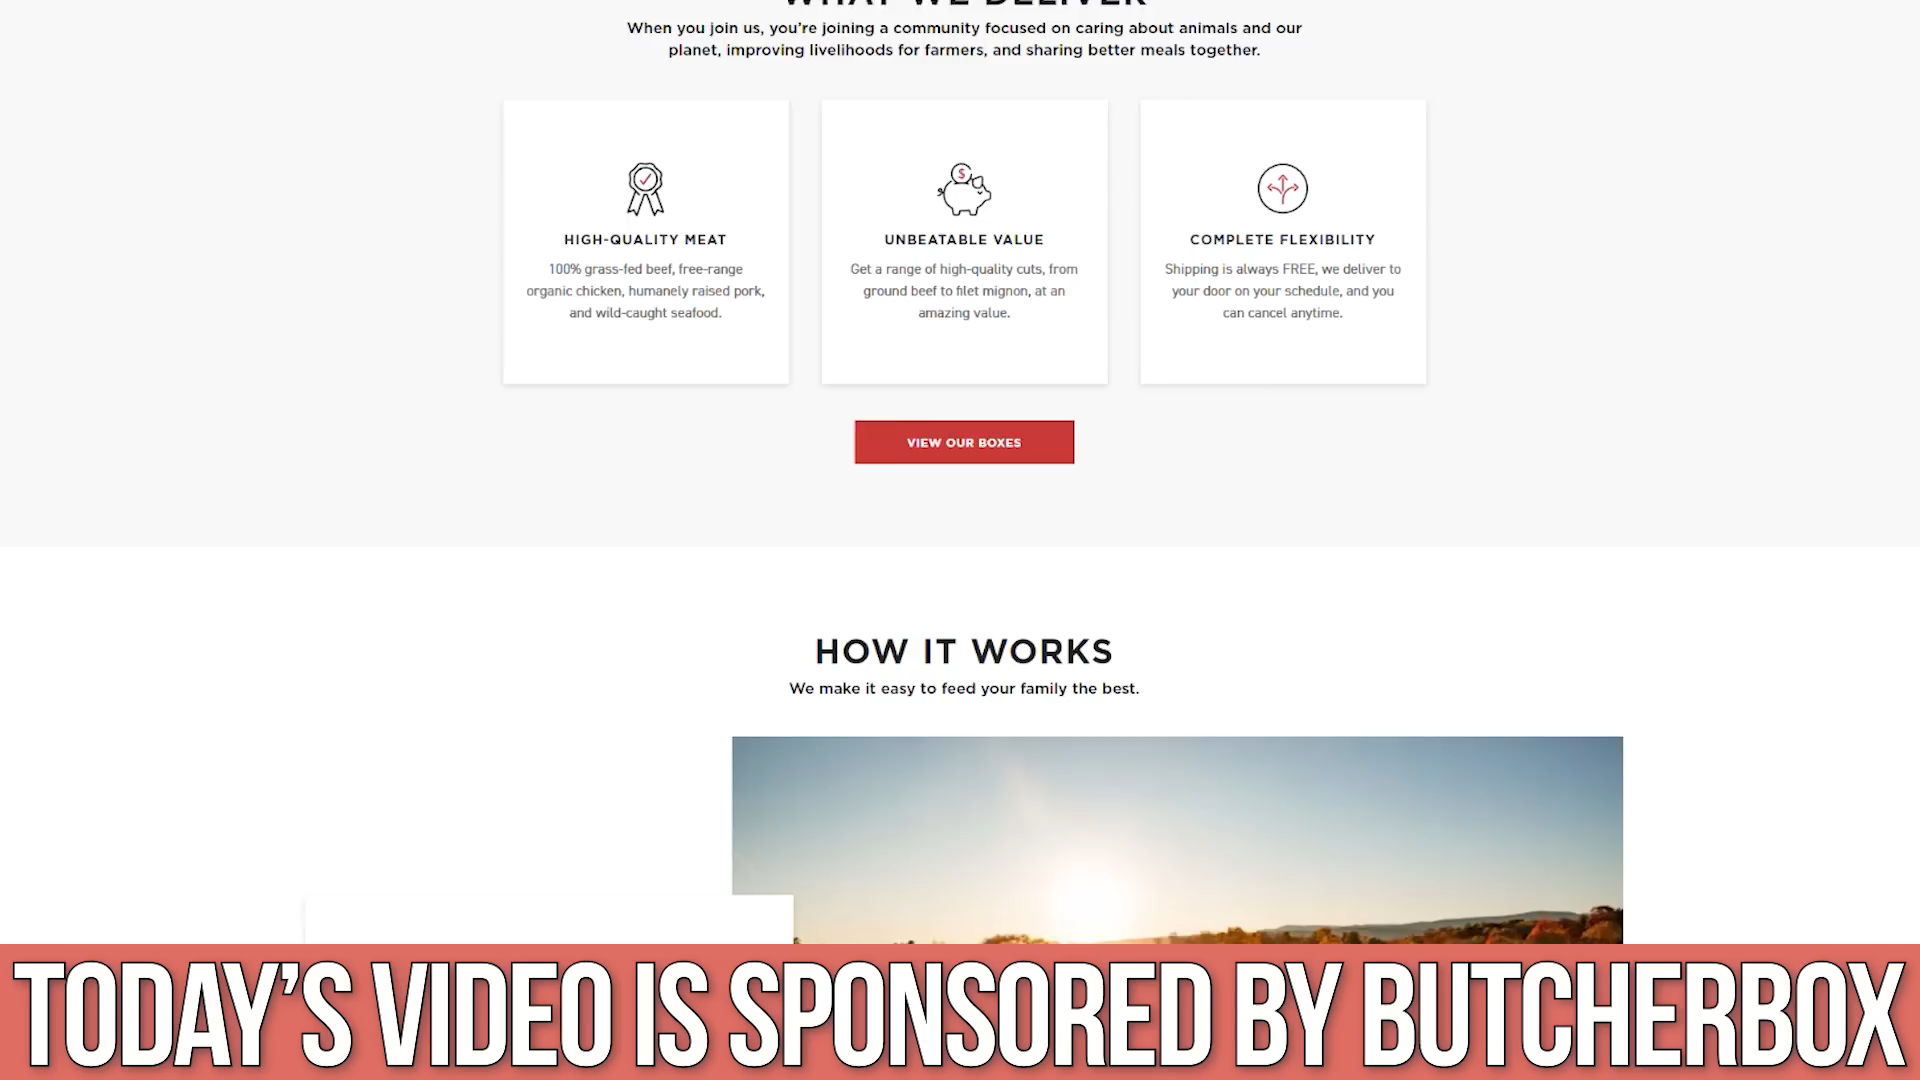 WHAT WE DELIVER
When you join us, you're joining a community focused on caring about animals and our
planet, improving livelihoods for farmers, and sharing better meals together.
$
HIGH-QUALITY MEAT
100% grass-fed beef, free-range
organic chicken, humanely raised pork,
and wild-caught seafood.
UNBEATABLE VALUE
Get a range of high-quality cuts, from
ground beef to filet mignon, at an
amazing value.
COMPLETE FLEXIBILITY
Shipping is always FREE, we deliver to
your door on your schedule, and you
can cancel anytime.
VIEW OUR BOXES
HOW IT WORKS
We make it easy to feed your family the best.
TODAY'S VIDEO IS SPONSORED BY BUTCHERBOX